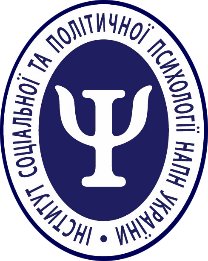 ІНСТИТУТ СОЦІАЛЬНОЇ ТА ПОЛІТИЧНОЇ ПСИХОЛОГІЇ НАПН УКРАЇНИ •
Ψ